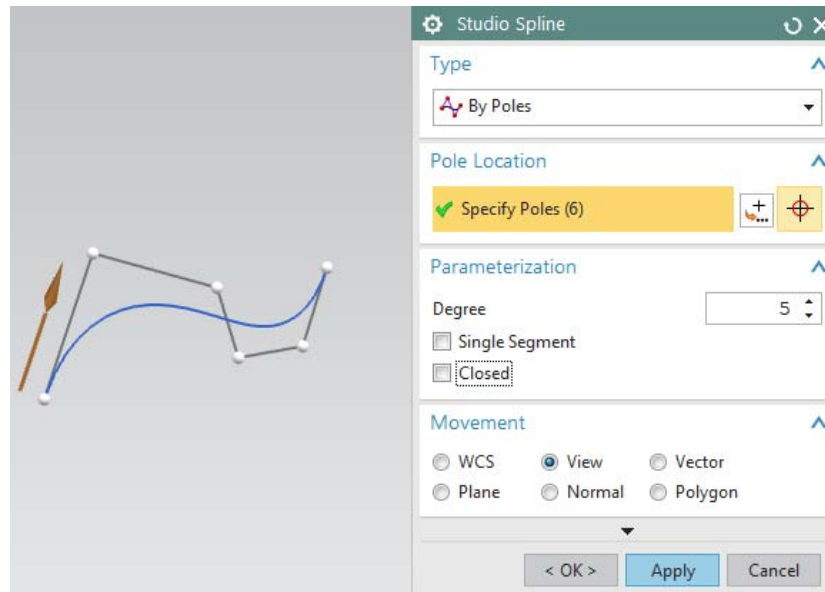 Studio Spline
Type
By Poles
Pole Location
Specify Poles (6)
Parameterization
Degree 5
Single Segment
Closed
Movement
WCS View Vector
Plane Normal Polygon
< OK > Apply Cancel